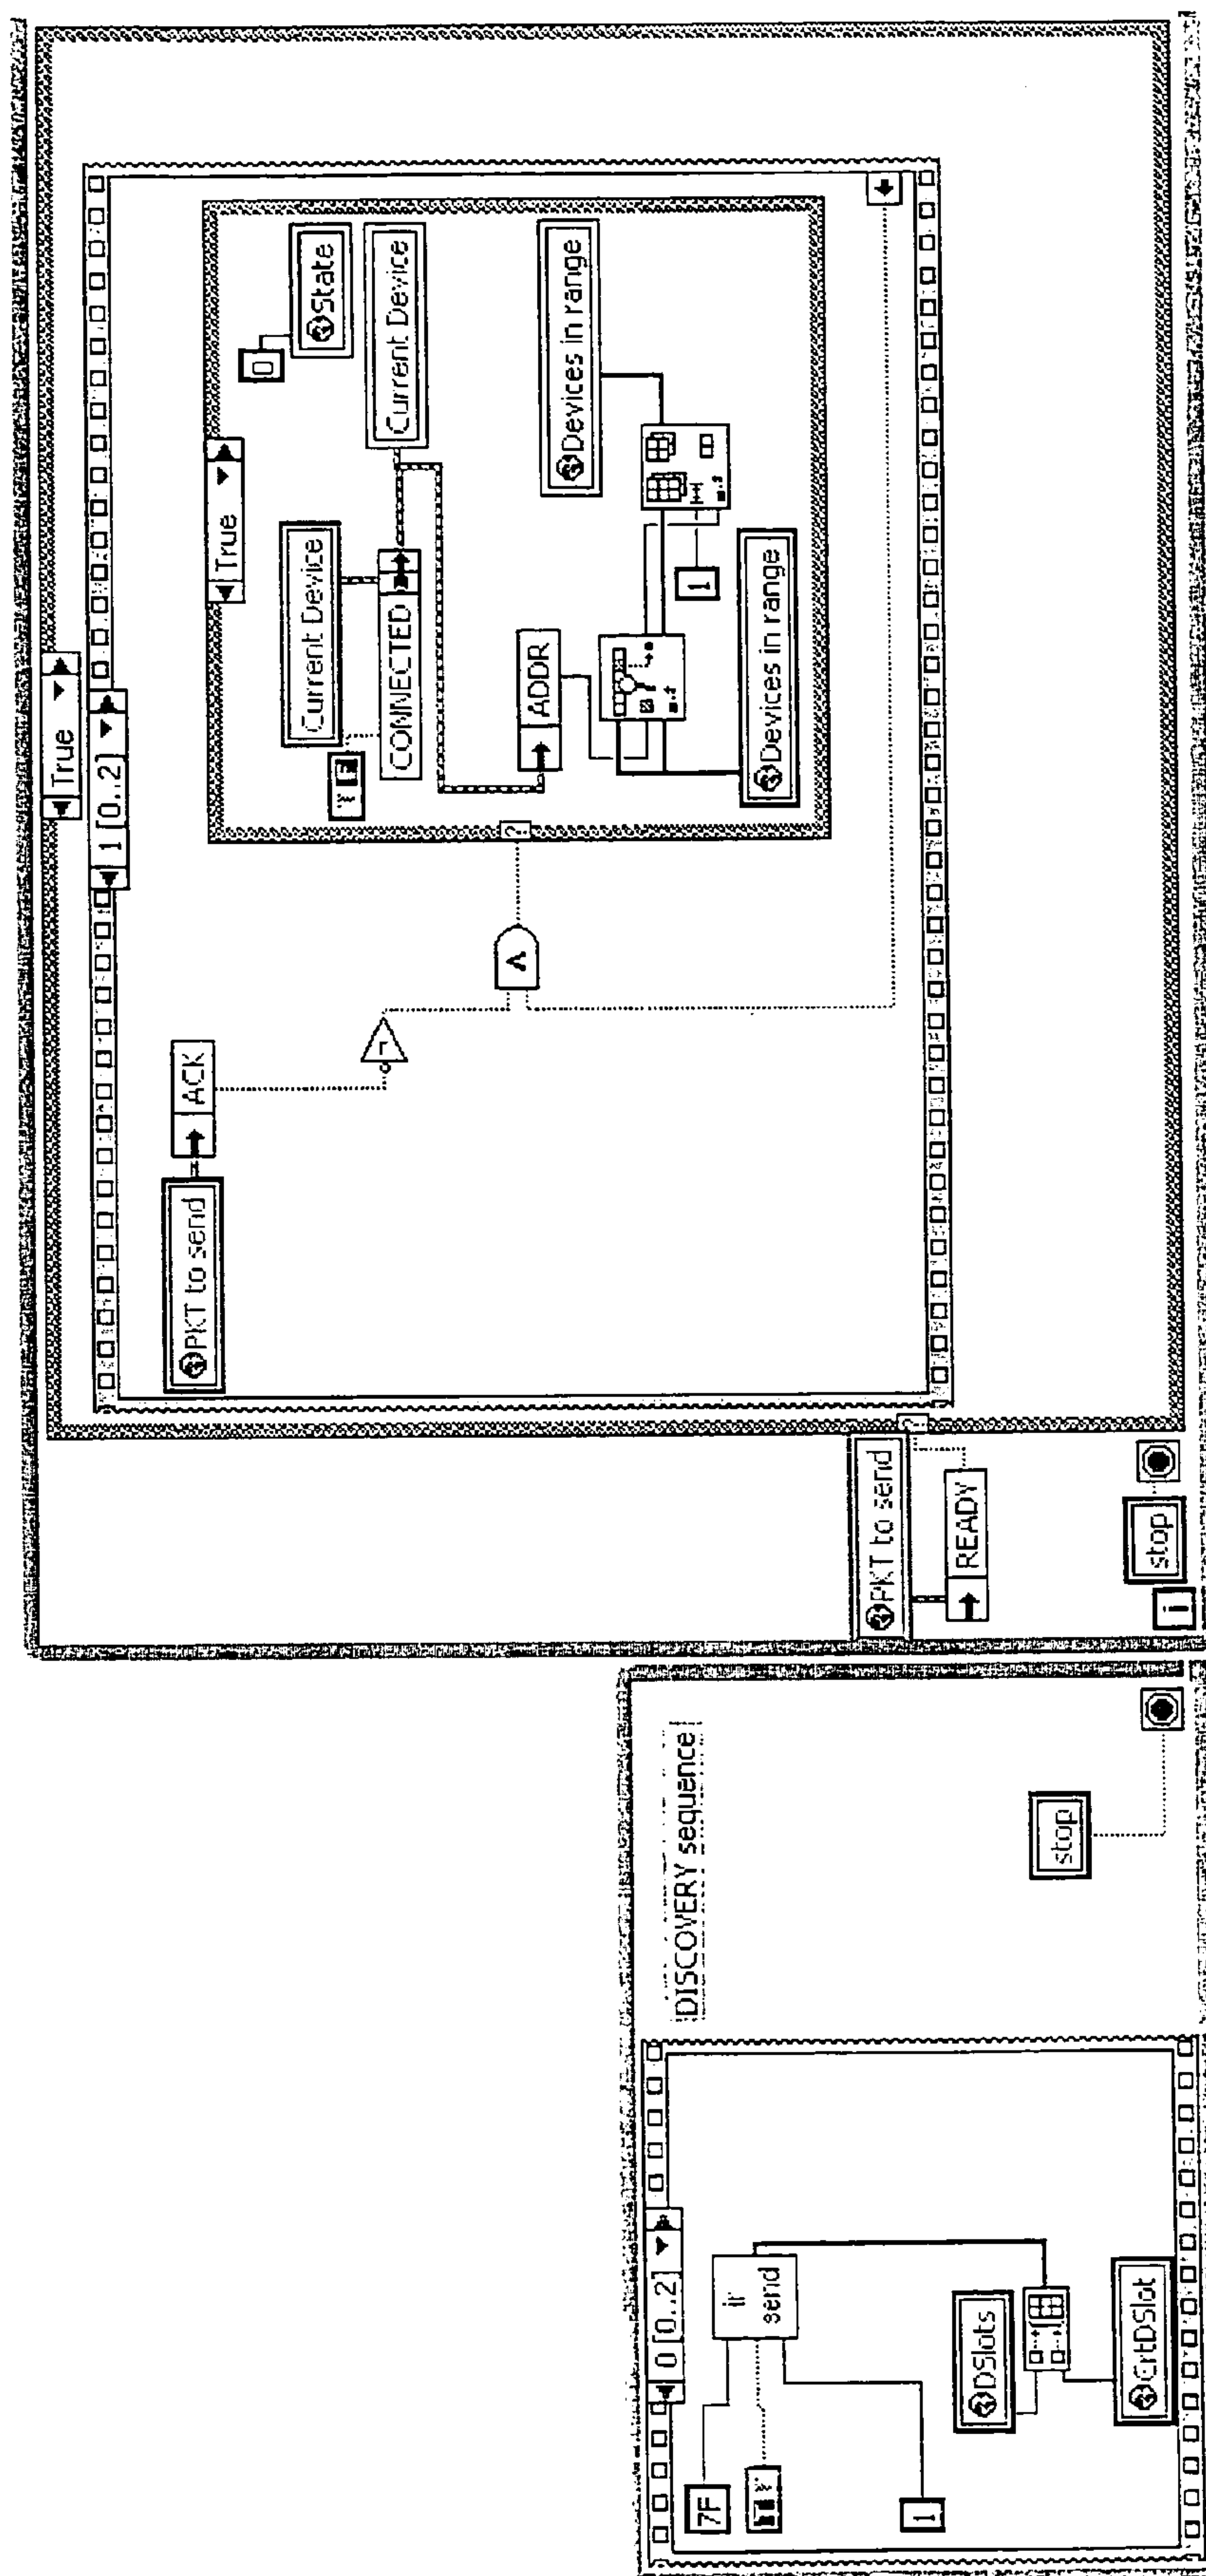 True
1 [0..2]
PKT to send
ACK
True
0
State
Current Device
Current Device
CONNECTED
ADDR
1
Devices in range
Devices in range
?
PKT to send
READY
stop
i
DISCOVERY sequence
stop
0 [0..2]
7F
ir
send
1
DSlots
CrtDSlot